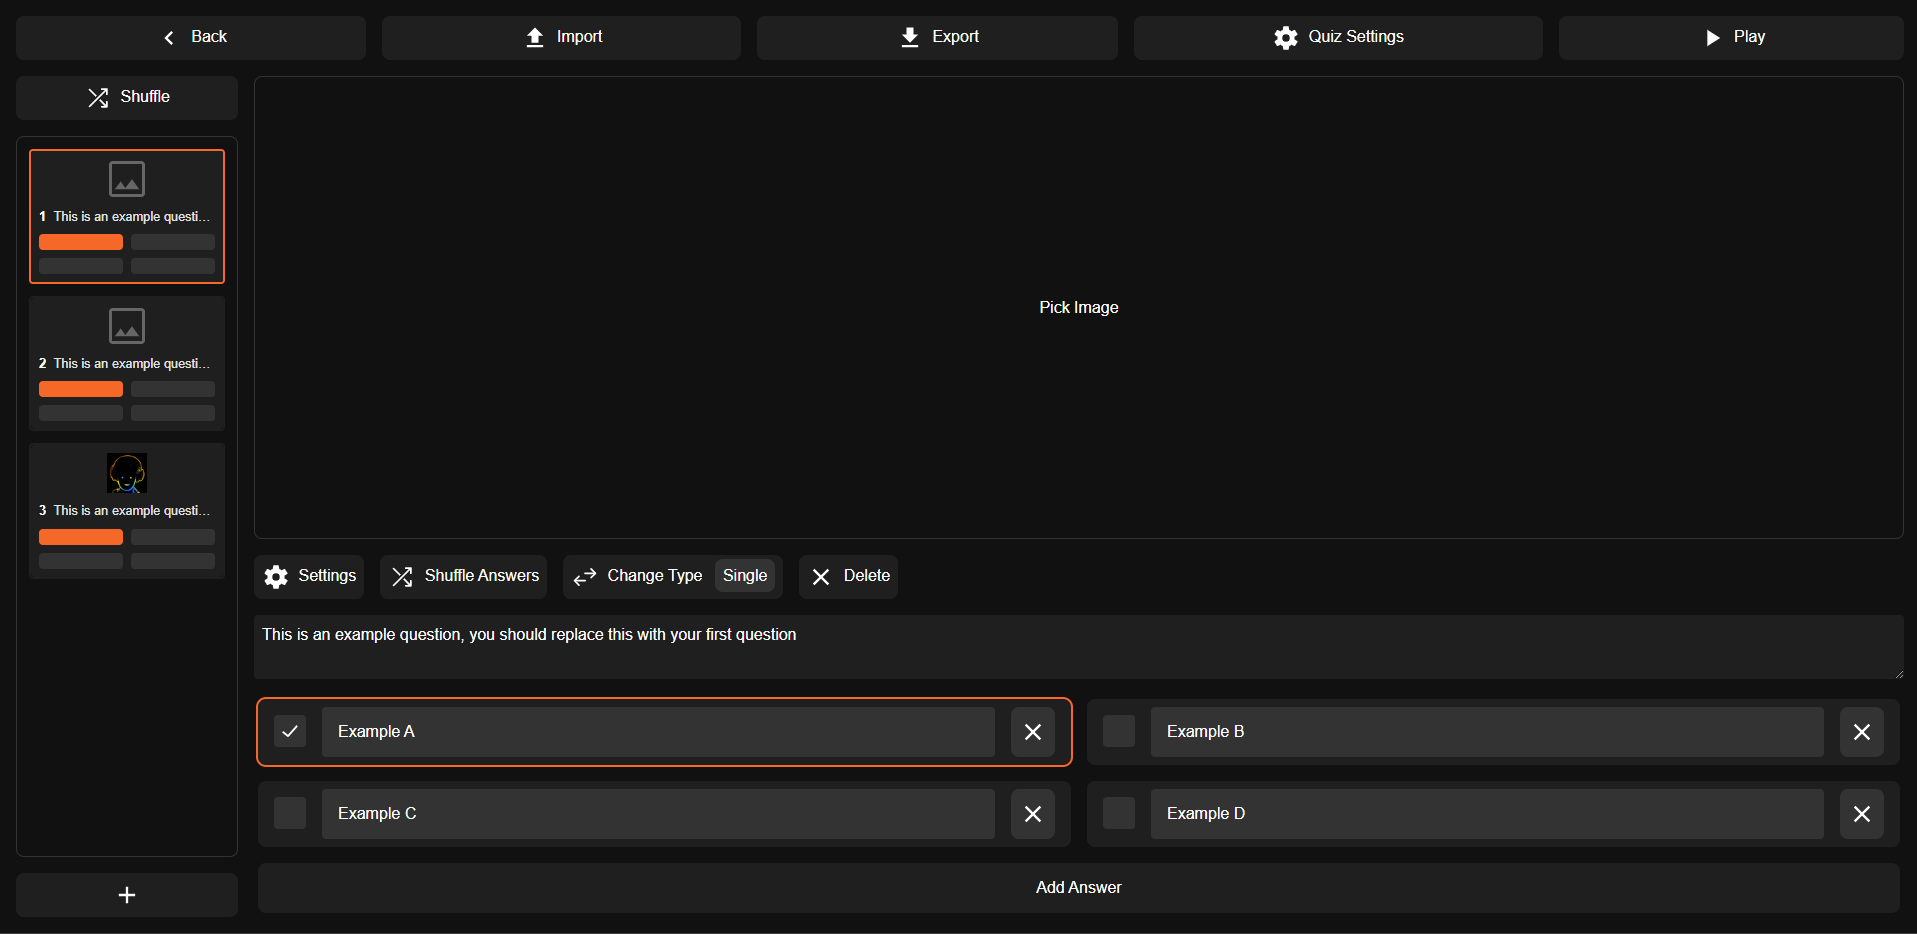 Back
Import
Export
Quiz Settings
Play
Shuffle
1 This is an example questi...
2 This is an example questi...
3 This is an example questi...
Pick Image
Settings
Shuffle Answers
Change Type Single
Delete
This is an example question, you should replace this with your first question
Example A
Example B
Example C
Example D
Add Answer